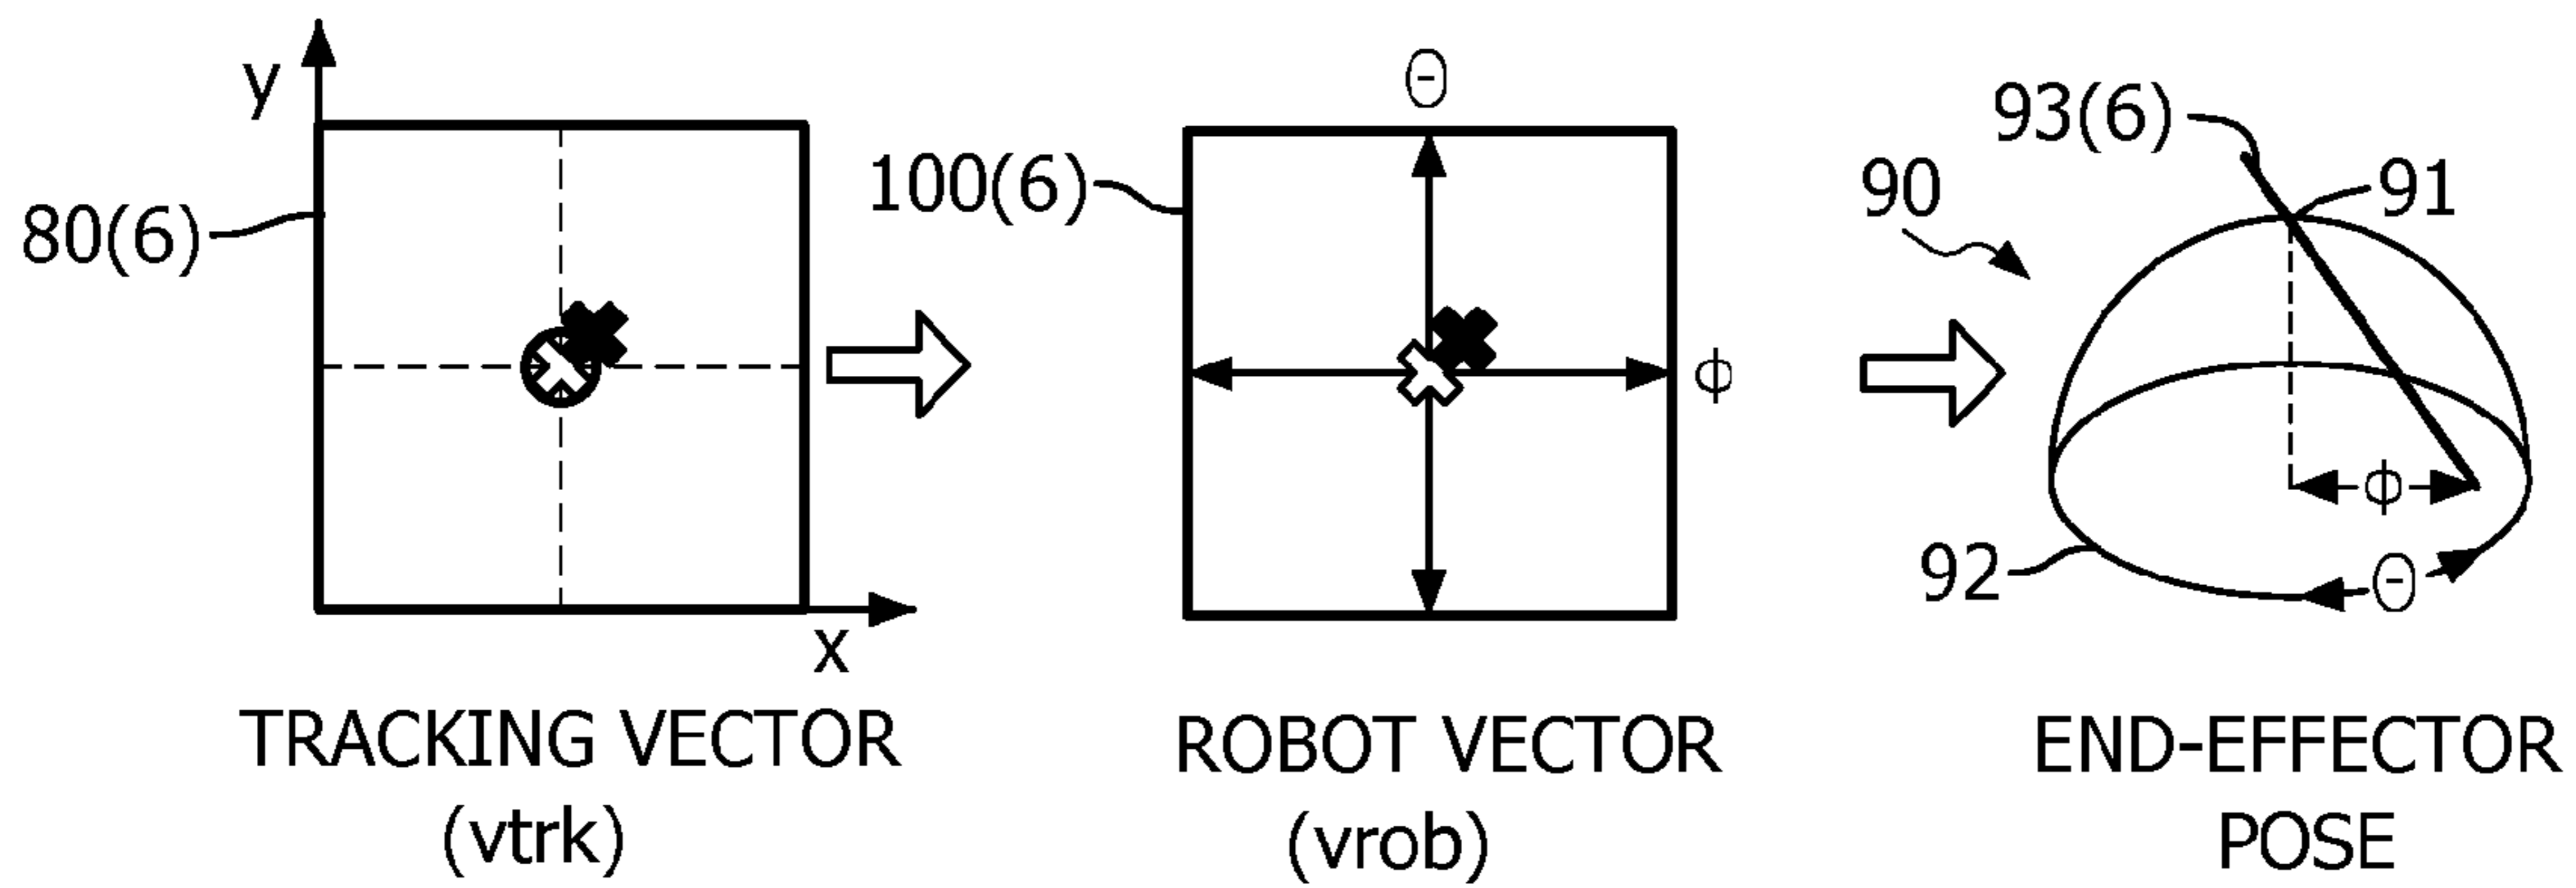 y
80(6)
x
TRACKING VECTOR
(vtrk)
Θ
100(6)
ϕ
ROBOT VECTOR
(vrob)
93(6)
90
91
ϕ
92
Θ
END-EFFECTOR
POSE